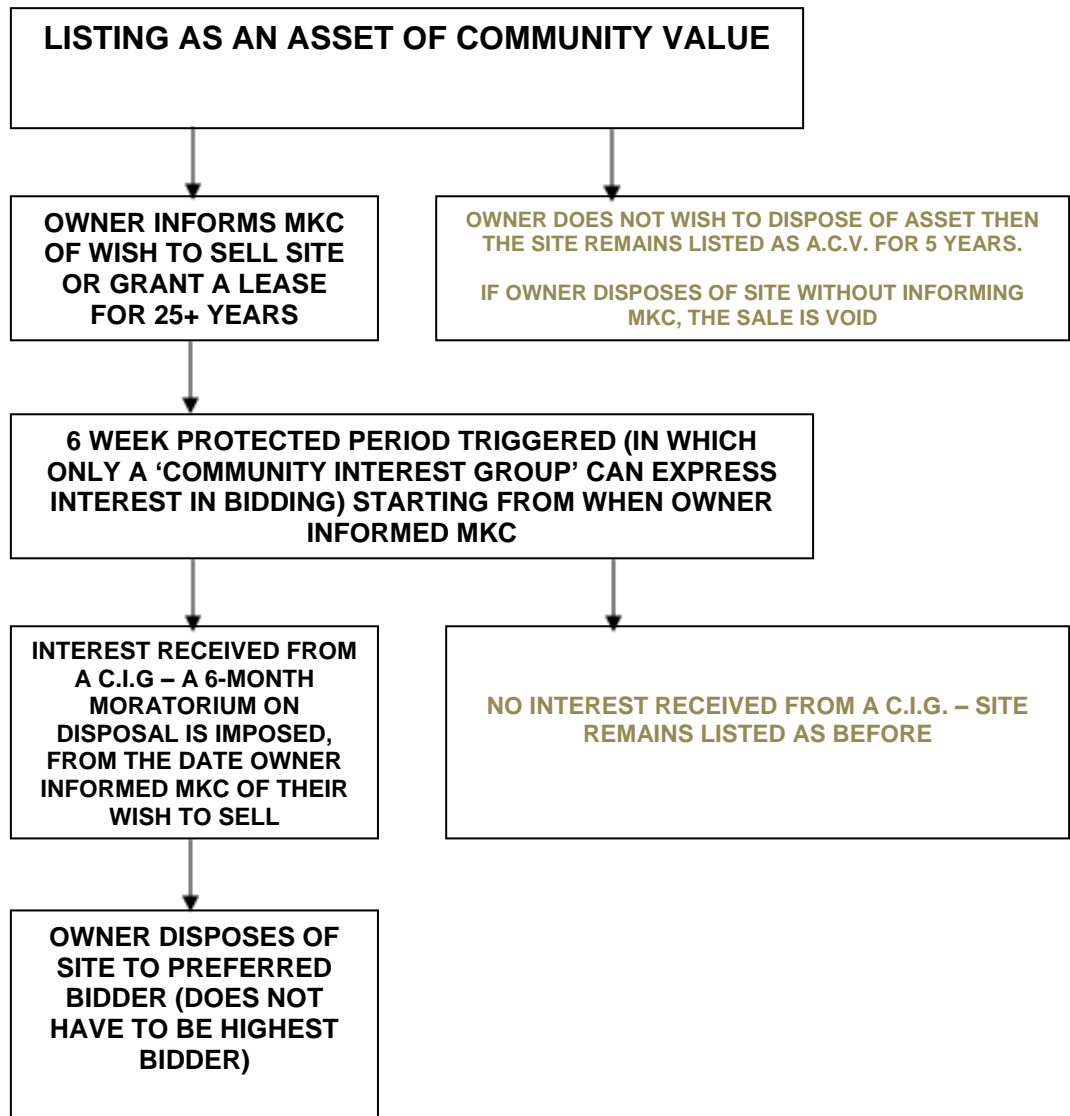 LISTING AS AN ASSET OF COMMUNITY VALUE
OWNER INFORMS MKC
OF WISH TO SELL SITE
OR GRANT A LEASE
FOR 25+ YEARS
OWNER DOES NOT WISH TO DISPOSE OF ASSET THEN
THE SITE REMAINS LISTED AS A.C.V. FOR 5 YEARS.
IF OWNER DISPOSES OF SITE WITHOUT INFORMING
MKC, THE SALE IS VOID
6 WEEK PROTECTED PERIOD TRIGGERED (IN WHICH
ONLY A ‘COMMUNITY INTEREST GROUP’ CAN EXPRESS
INTEREST IN BIDDING) STARTING FROM WHEN OWNER
INFORMED MKC
INTEREST RECEIVED FROM
A C.I.G – A 6-MONTH
MORATORIUM ON
DISPOSAL IS IMPOSED,
FROM THE DATE OWNER
INFORMED MKC OF THEIR
WISH TO SELL
NO INTEREST RECEIVED FROM A C.I.G. – SITE
REMAINS LISTED AS BEFORE
OWNER DISPOSES OF
SITE TO PREFERRED
BIDDER (DOES NOT
HAVE TO BE HIGHEST
BIDDER)